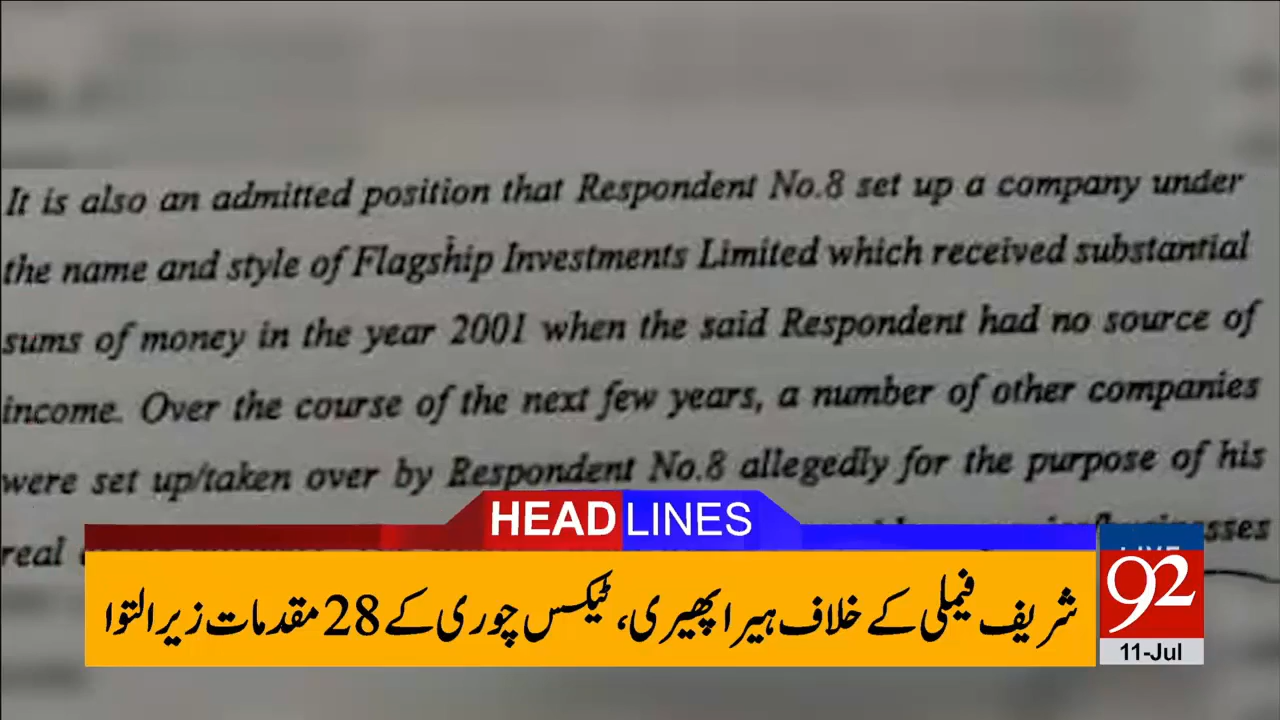 It is also an admitted position that Respondent No.8 set up a company under
the name and style of Flagship Investments Limited which received substantial
sums of money in the year 2001 when the said Respondent had no source of
income. Over the course of the next few years, a number of other companies
were set up/taken over by Respondent No.8 allegedly for the purpose of his
real
HEADLINES
شریف فیملی کے خلاف ہیرا پھیری، ٹیکس چوری کے 28 مقدمات زیر التوا
LIVE
92
11-Jul